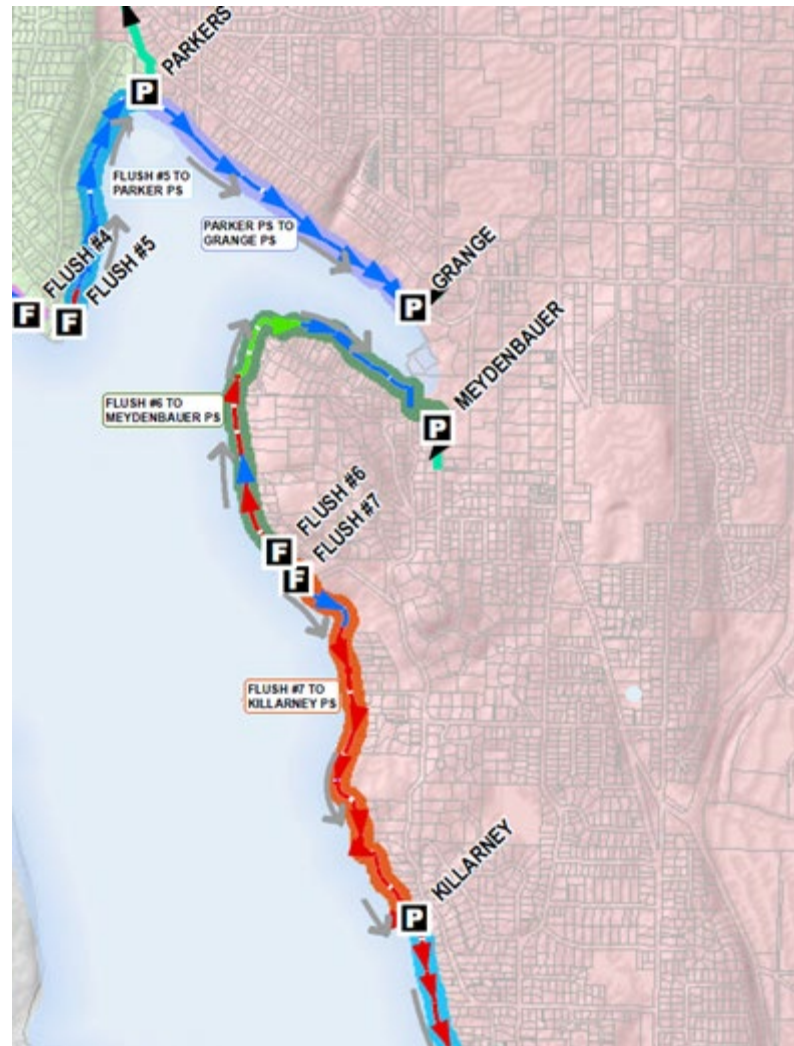 PARKERS
P
FLUSH #5 TO
PARKER PS
PARKER PS TO
GRANGE PS
FLUSH #4
FLUSH #5
F
F
GRANGE
P
MEYDENBAUER
P
FLUSH #6 TO
MEYDENBAUER PS
FLUSH #6
FLUSH #7
F
F
FLUSH #7 TO
KILLARNEY PS
KILLARNEY
P